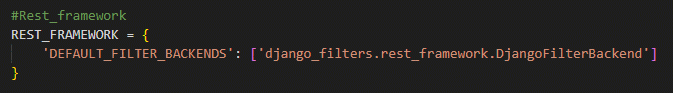 #Rest_framework
REST_FRAMEWORK = {
    'DEFAULT_FILTER_BACKENDS': ['django_filters.rest_framework.DjangoFilterBackend']
}